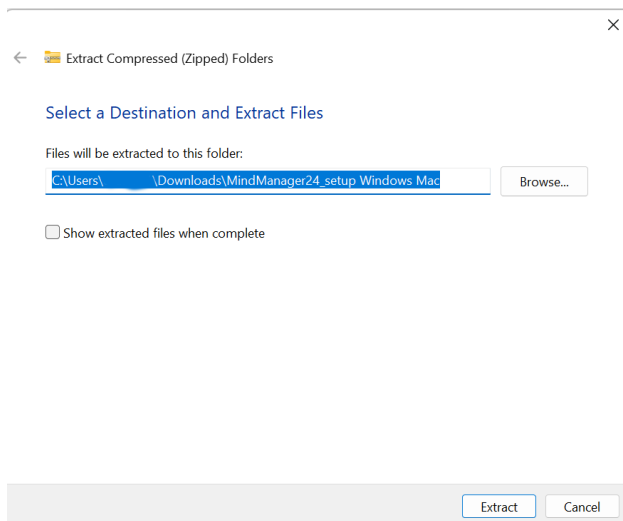 Extract Compressed (Zipped) Folders
Select a Destination and Extract Files
Files will be extracted to this folder:
C:\Users\ \Downloads\MindManager24_setup Windows Mac
Browse...
Show extracted files when complete
Extract
Cancel